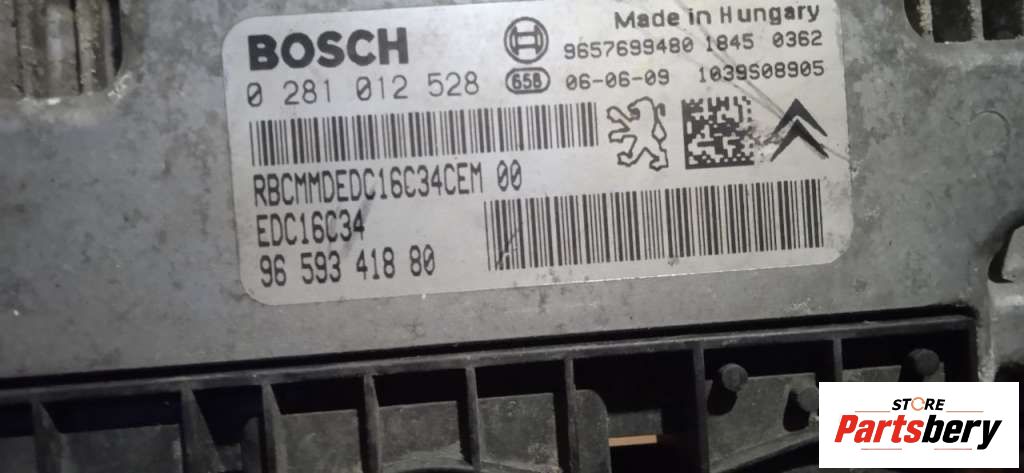 Made in Hungary
BOSCH
9657699480 1845 0362
0 281 012 528
658 06-06-09 1039S08905
RBCMMDEDC16C34CEM 00
EDC16C34
96 593 418 80
STORE
Partsbery